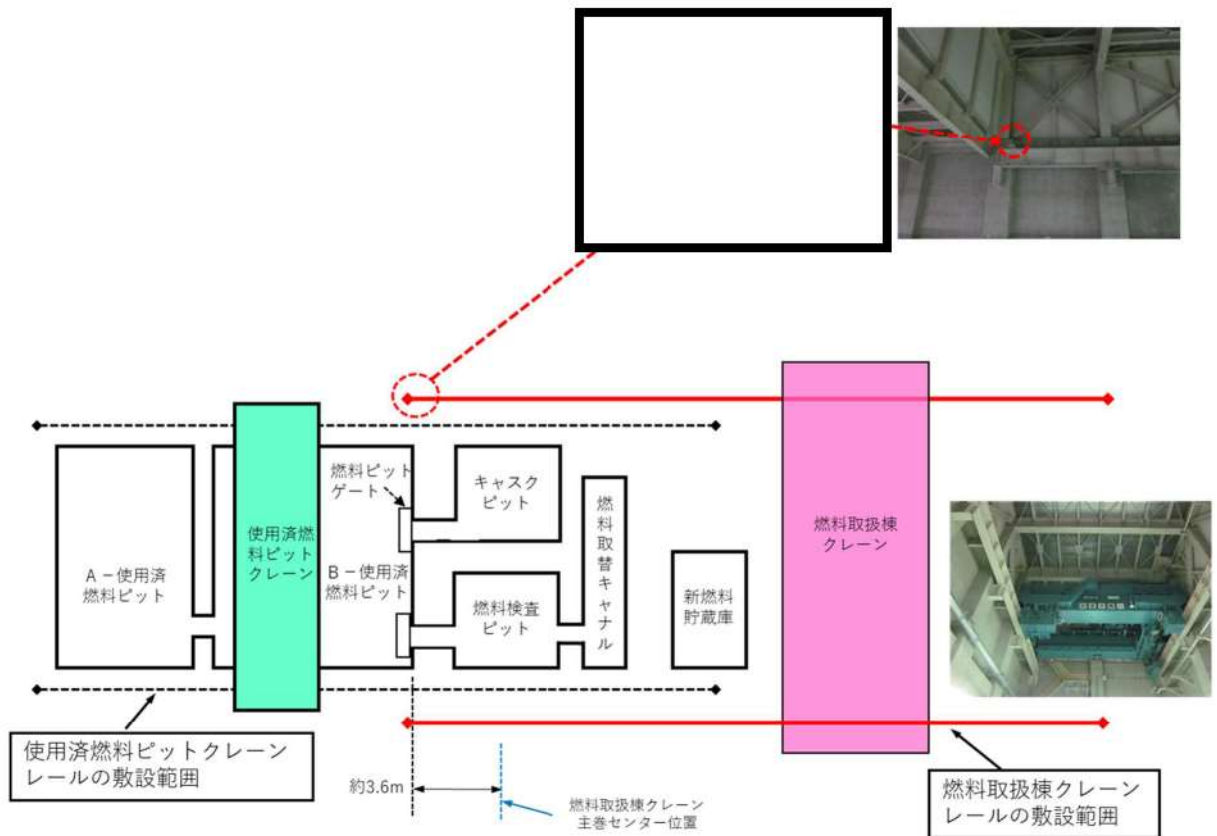 燃料ピット
ゲート
キャスク
ピット
燃料取替キャナル
使用済燃
料ピット
クレーン
燃料取扱棟
クレーン
A－使用済
燃料ピット
B－使用済
燃料ピット
燃料検査
ピット
新燃料
貯蔵庫
使用済燃料ピットクレーン
レールの敷設範囲
約3.6m
燃料取扱棟クレーン
主巻センター位置
燃料取扱棟クレーン
レールの敷設範囲